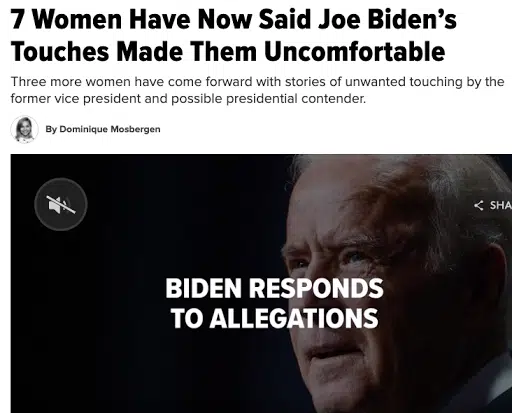 7 Women Have Now Said Joe Biden's
Touches Made Them Uncomfortable
Three more women have come forward with stories of unwanted touching by the
former vice president and possible presidential contender.
By Dominique Mosbergen
SHA
BIDEN RESPONDS
TO ALLEGATIONS